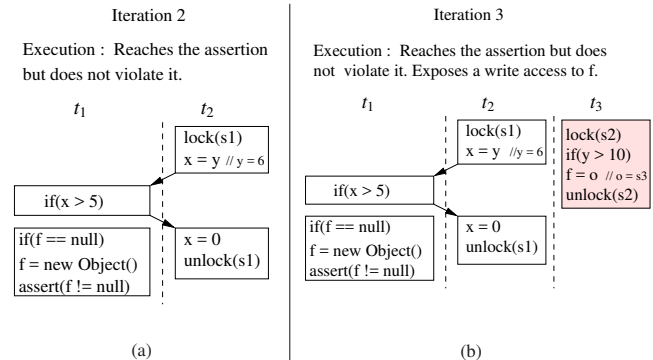 Iteration 2
Execution : Reaches the assertion
but does not violate it.
t1
t2
lock(s1)
x = y //y = 6
if(x > 5)
if(f == null)
f = new Object()
assert(f != null)
x = 0
unlock(s1)
(a)
Iteration 3
Execution : Reaches the assertion but does
not violate it. Exposes a write access to f.
t1
t2
t3
lock(s1)
x = y //y = 6
lock(s2)
if(y > 10)
f = o // o = s3
unlock(s2)
if(x > 5)
if(f == null)
f = new Object()
assert(f != null)
x = 0
unlock(s1)
(b)